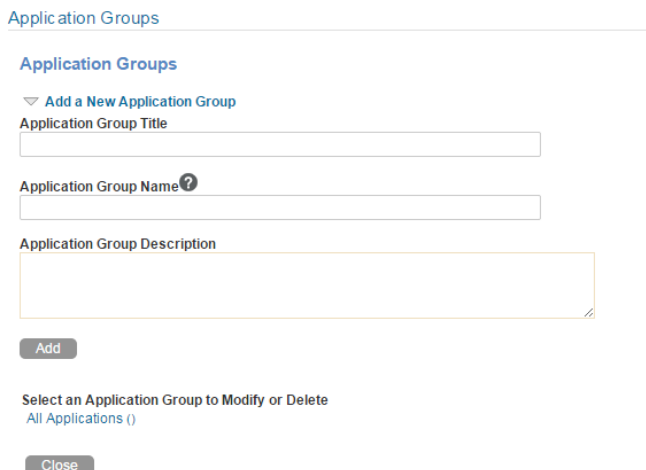 Application Groups
Application Groups
Add a New Application Group
Application Group Title
Application Group Name?
Application Group Description
Add
Select an Application Group to Modify or Delete
All Applications ()
Close